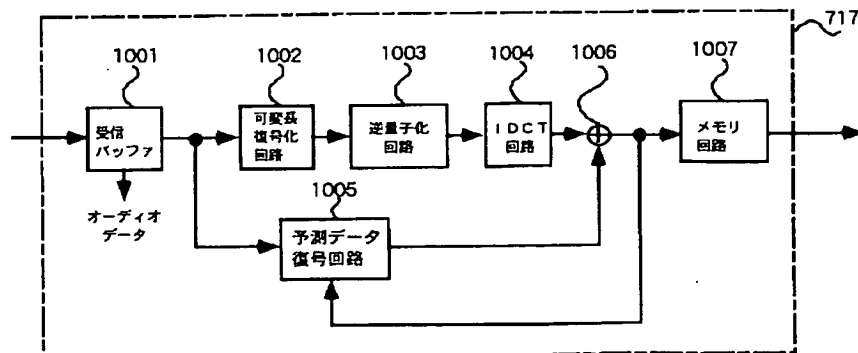 717
1001
1002
1003
1004
1006
1007
受信
バッファ
可変長
復号化
回路
逆量子化
回路
IDCT
回路
メモリ
回路
オーディオ
データ
1005
予測データ
復号回路